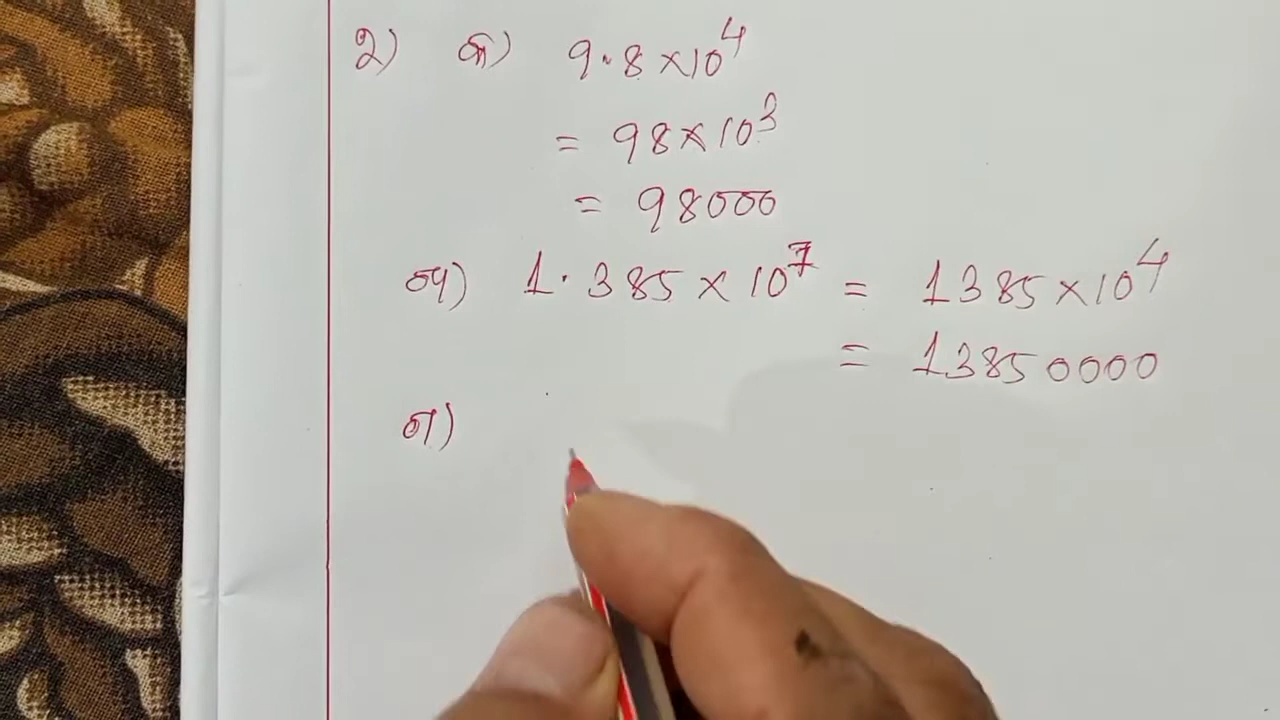 2) ক) 9.8 × 10⁴
= 98 × 10³
= 98000
খ) 1.385 × 10⁷ = 1385 × 10⁴
= 13850000
গ)